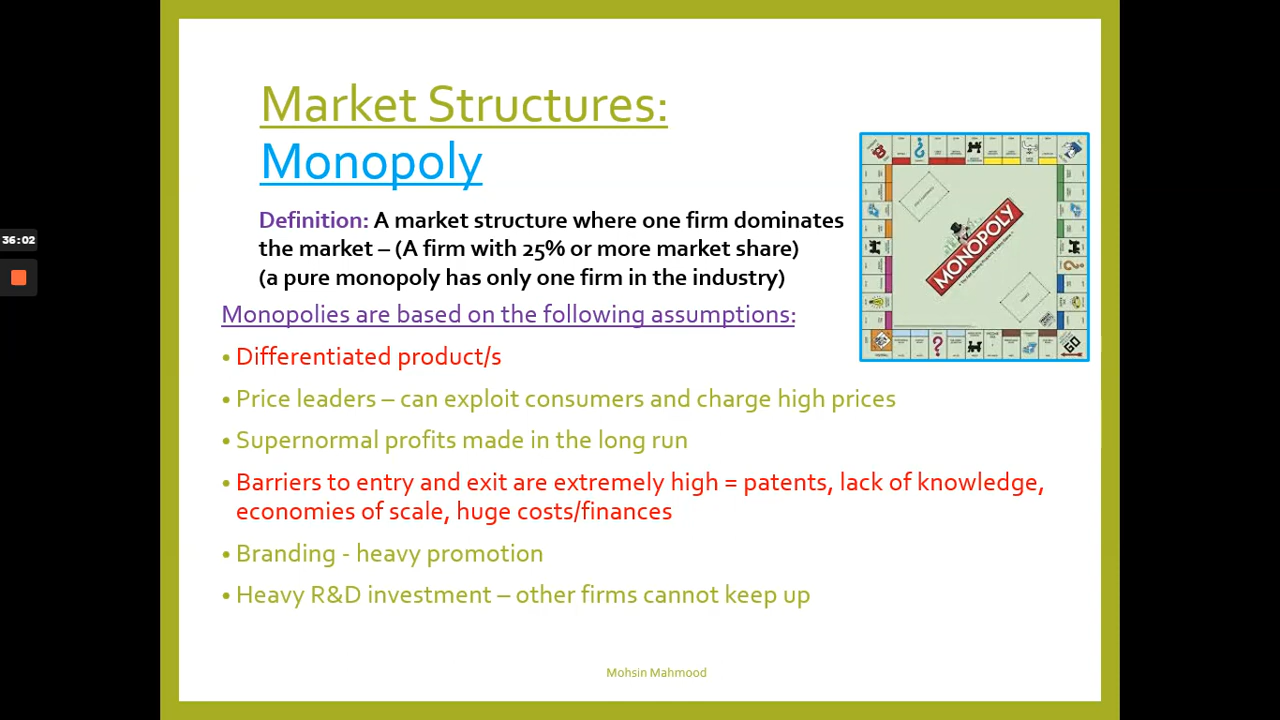 Market Structures:
Monopoly
Definition: A market structure where one firm dominates
the market – (A firm with 25% or more market share)
(a pure monopoly has only one firm in the industry)
36:02
MONOPOLY
GO
Monopolies are based on the following assumptions:
• Differentiated product/s
• Price leaders – can exploit consumers and charge high prices
• Supernormal profits made in the long run
• Barriers to entry and exit are extremely high = patents, lack of knowledge,
economies of scale, huge costs/finances
• Branding - heavy promotion
• Heavy R&D investment – other firms cannot keep up
Mohsin Mahmood